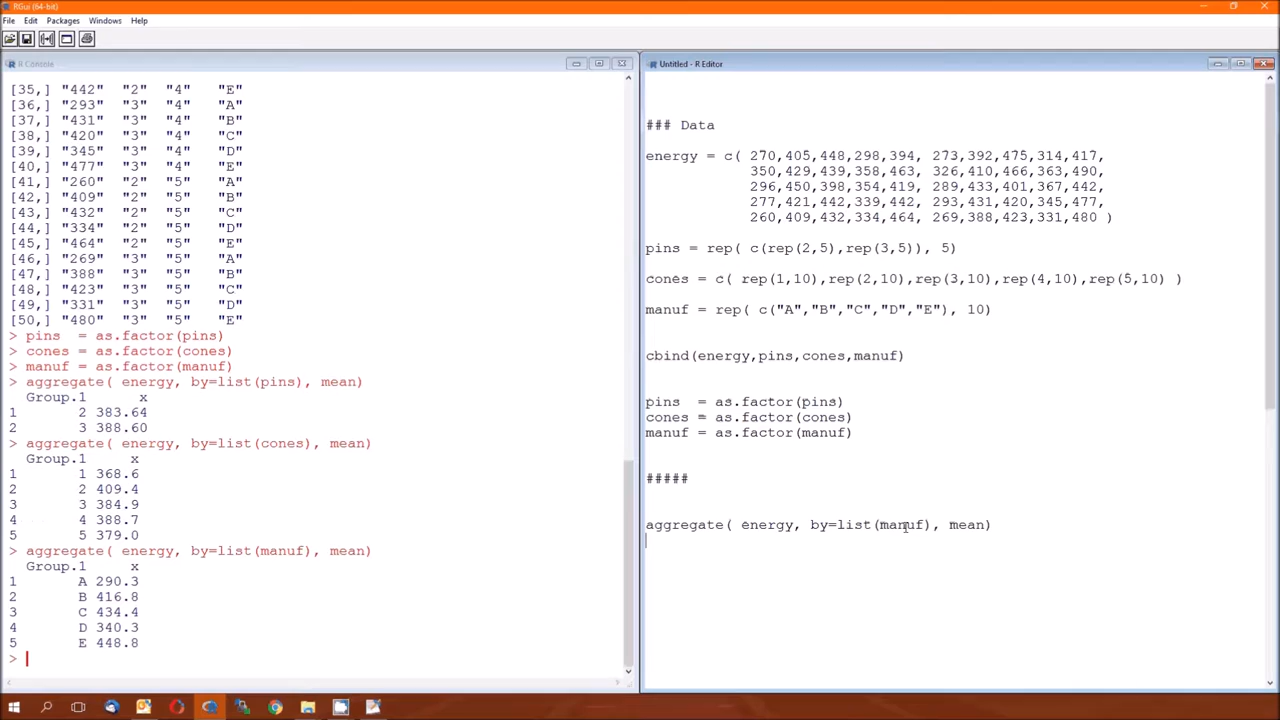 RGui (64-bit)
File Edit Packages Windows Help
R Console
[35,] "442" "2" "4" "E"
[36,] "293" "3" "4" "A"
[37,] "431" "3" "4" "B"
[38,] "420" "3" "4" "C"
[39,] "345" "3" "4" "D"
[40,] "477" "3" "4" "E"
[41,] "260" "2" "5" "A"
[42,] "409" "2" "5" "B"
[43,] "432" "2" "5" "C"
[44,] "334" "2" "5" "D"
[45,] "464" "2" "5" "E"
[46,] "269" "3" "5" "A"
[47,] "388" "3" "5" "B"
[48,] "423" "3" "5" "C"
[49,] "331" "3" "5" "D"
[50,] "480" "3" "5" "E"
> pins = as.factor(pins)
> cones = as.factor(cones)
> manuf = as.factor(manuf)
> aggregate( energy, by=list(pins), mean)
Group.1 x
1 2 383.64
2 3 388.60
> aggregate( energy, by=list(cones), mean)
Group.1 x
1 1 368.6
2 2 409.4
3 3 384.9
4 4 388.7
5 5 379.0
> aggregate( energy, by=list(manuf), mean)
Group.1 x
1 A 290.3
2 B 416.8
3 C 434.4
4 D 340.3
5 E 448.8
>
Untitled - R Editor
### Data
energy = c( 270,405,448,298,394, 273,392,475,314,417,
350,429,439,358,463, 326,410,466,363,490,
296,450,398,354,419, 289,433,401,367,442,
277,421,442,339,442, 293,431,420,345,477,
260,409,432,334,464, 269,388,423,331,480 )
pins = rep( c(rep(2,5),rep(3,5)), 5)
cones = c( rep(1,10),rep(2,10),rep(3,10),rep(4,10),rep(5,10) )
manuf = rep( c("A","B","C","D","E"), 10)
cbind(energy,pins,cones,manuf)
pins = as.factor(pins)
cones = as.factor(cones)
manuf = as.factor(manuf)
#####
aggregate( energy, by=list(manuf), mean)